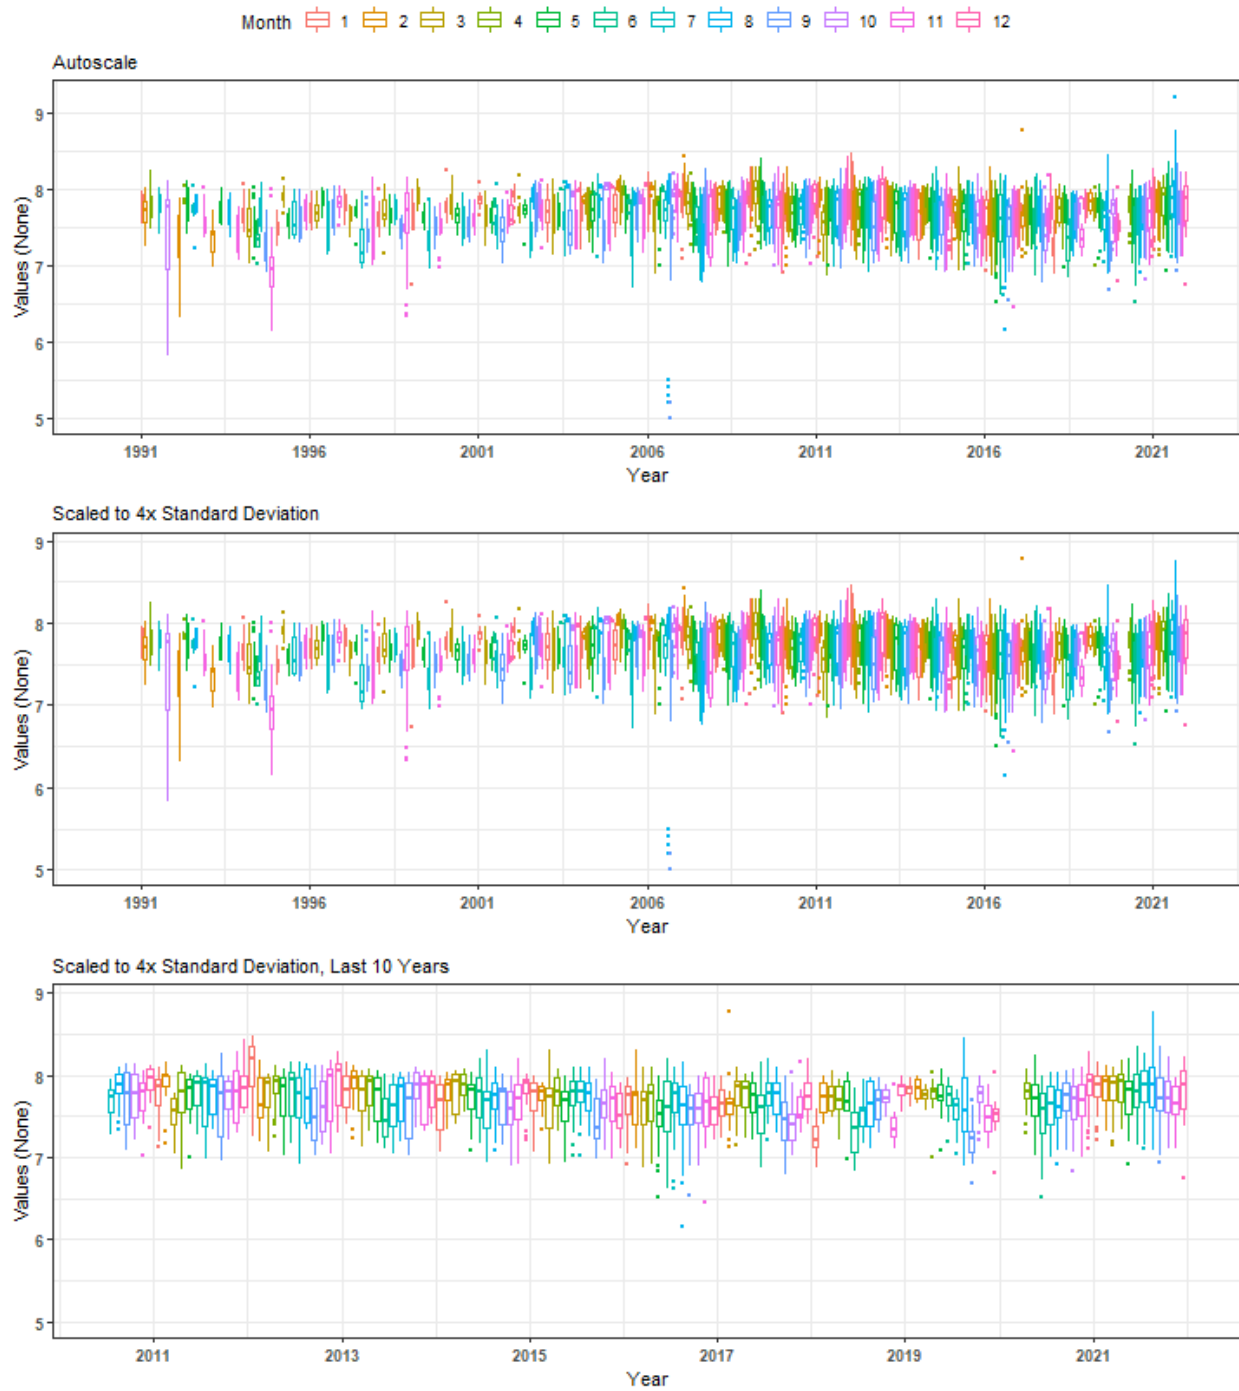 Month 1 2 3 4 5 6 7 8 9 10 11 12
Autoscale
Values (None)
9
8
7
6
5
1991 1996 2001 2006 2011 2016 2021
Year
Scaled to 4x Standard Deviation
Values (None)
9
8
7
6
5
1991 1996 2001 2006 2011 2016 2021
Year
Scaled to 4x Standard Deviation, Last 10 Years
Values (None)
9
8
7
6
5
2011 2013 2015 2017 2019 2021
Year